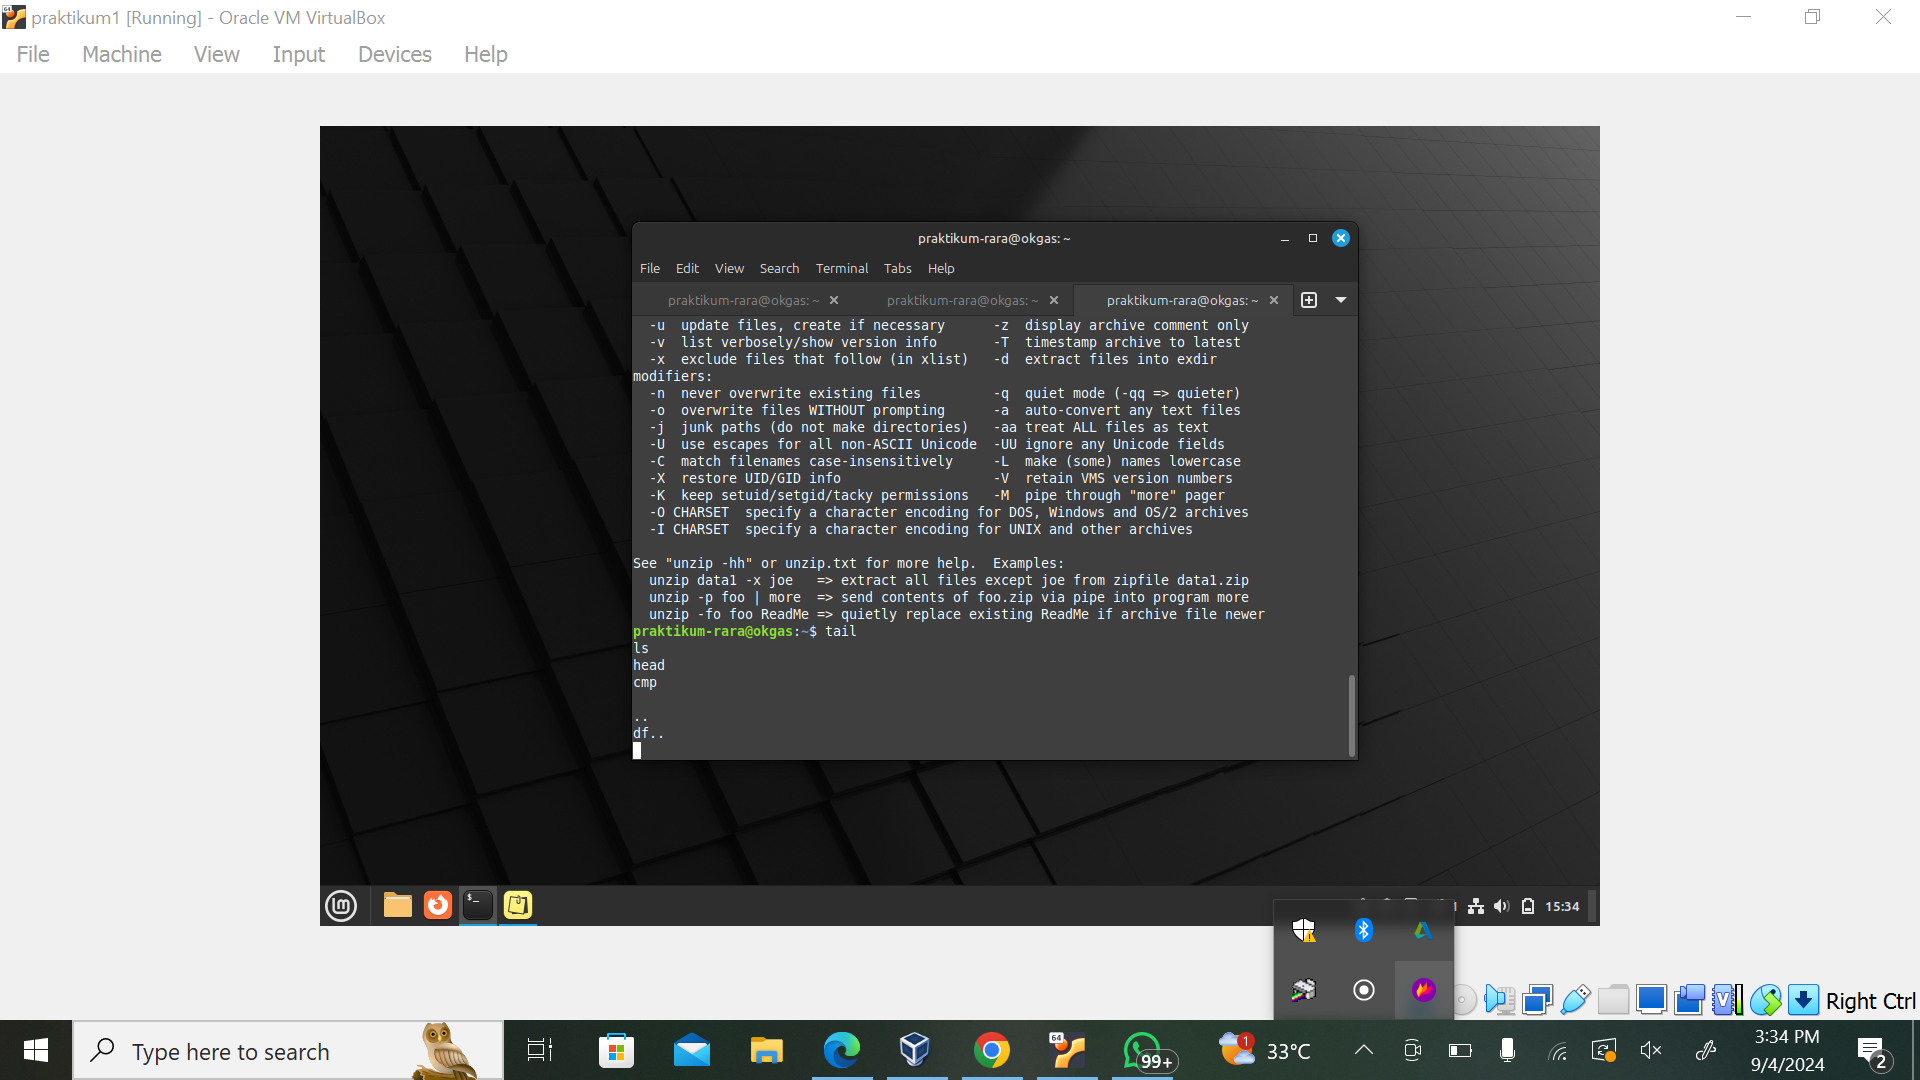 praktikum1 [Running] - Oracle VM VirtualBox
File Machine View Input Devices Help
praktikum-rara@okgas: ~
File Edit View Search Terminal Tabs Help
praktikum-rara@okgas: ~ praktikum-rara@okgas: ~ praktikum-rara@okgas: ~
-u update files, create if necessary -z display archive comment only
-v list verbosely/show version info -T timestamp archive to latest
-x exclude files that follow (in xlist) -d extract files into exdir
modifiers:
-n never overwrite existing files -q quiet mode (-qq => quieter)
-o overwrite files WITHOUT prompting -a auto-convert any text files
-j junk paths (do not make directories) -aa treat ALL files as text
-U use escapes for all non-ASCII Unicode -UU ignore any Unicode fields
-C match filenames case-insensitively -L make (some) names lowercase
-X restore UID/GID info -V retain VMS version numbers
-K keep setuid/setgid/tacky permissions -M pipe through "more" pager
-O CHARSET specify a character encoding for DOS, Windows and OS/2 archives
-I CHARSET specify a character encoding for UNIX and other archives
See "unzip -hh" or unzip.txt for more help. Examples:
unzip data1 -x joe => extract all files except joe from zipfile data1.zip
unzip -p foo | more => send contents of foo.zip via pipe into program more
unzip -fo foo ReadMe => quietly replace existing ReadMe if archive file newer
praktikum-rara@okgas:~$ tail
ls
head
cmp
..
df..
15:34
Right Ctrl
Type here to search
64
99+
1
33°C
3:34 PM
9/4/2024
2